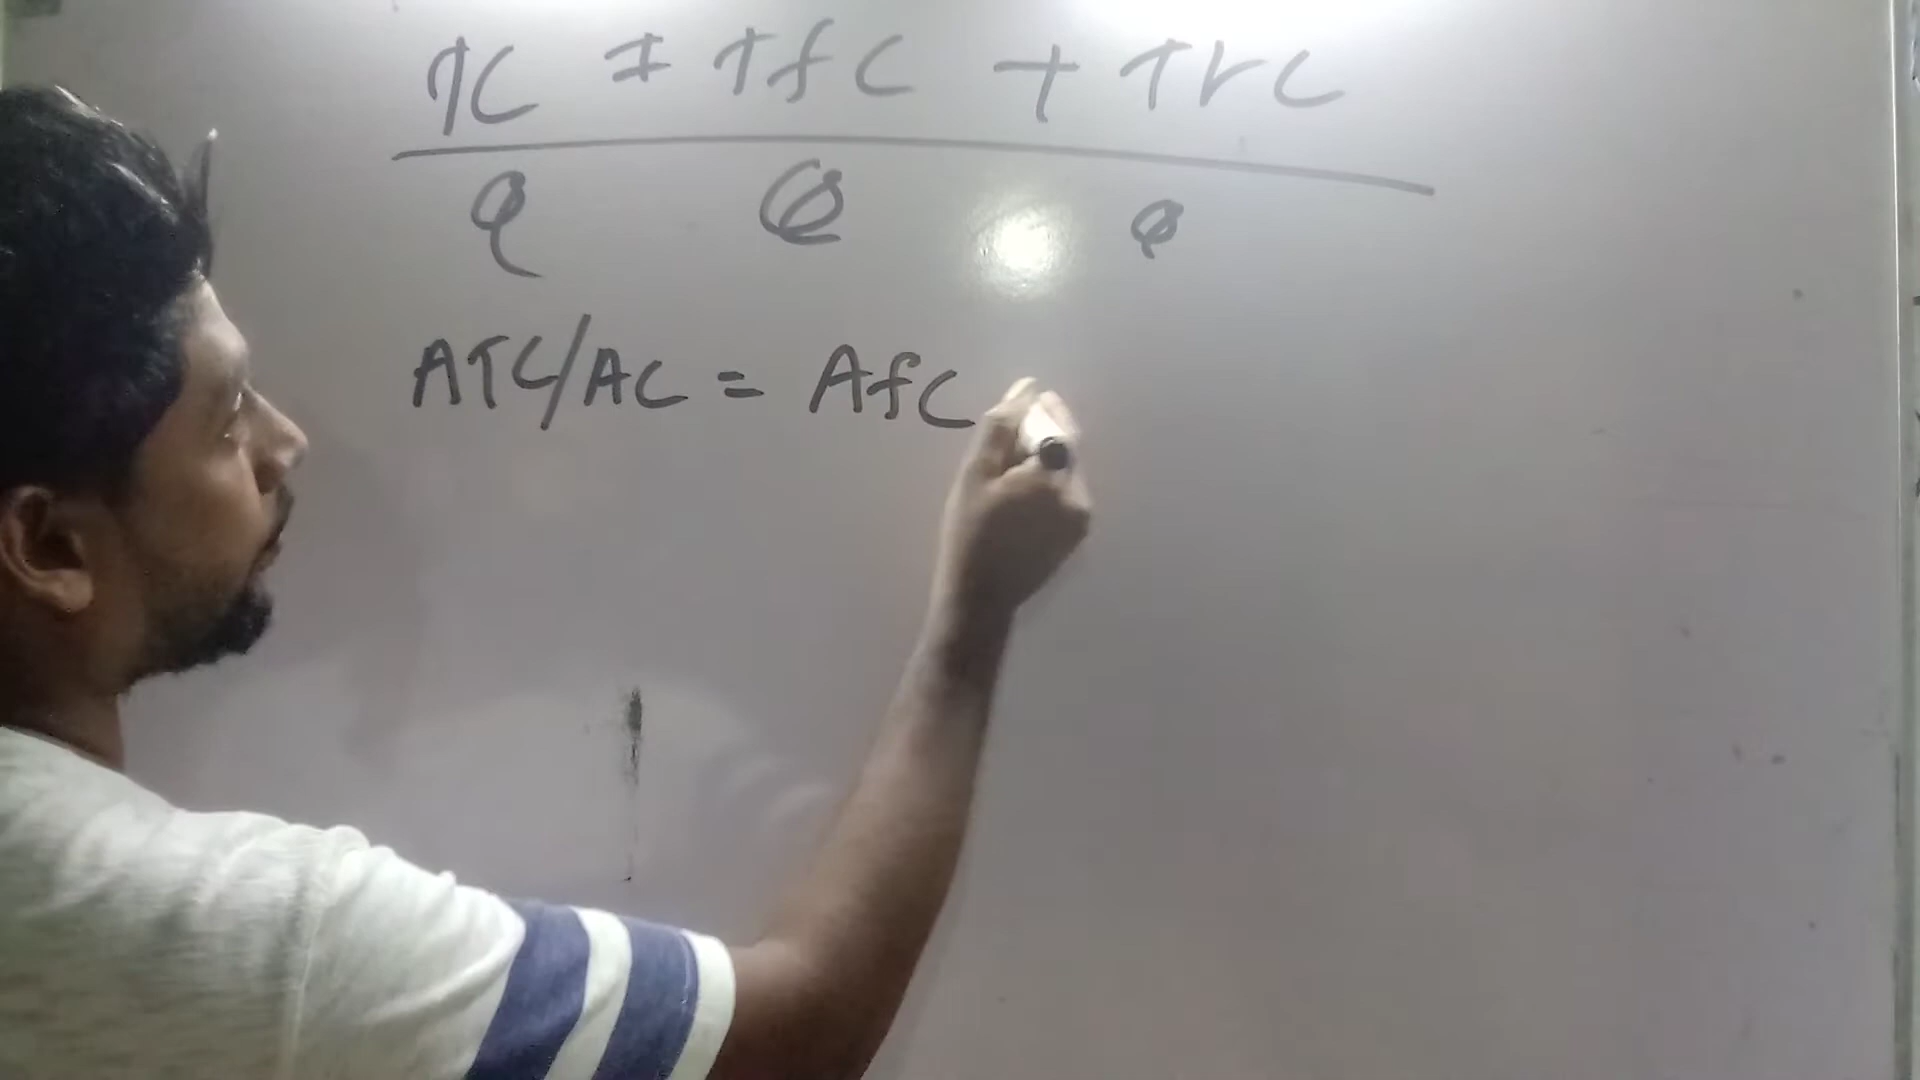 TC = TfC + TVC
Q Q Q
ATC/AC = AfC